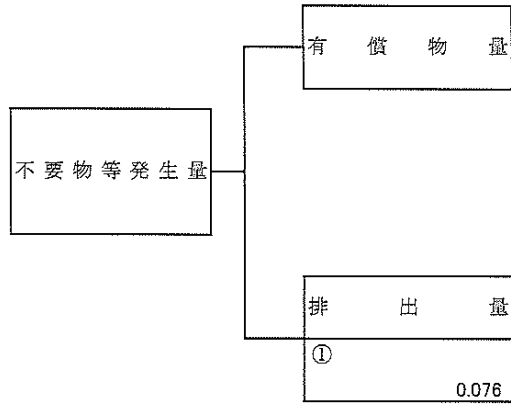 有償物量
不要物等発生量
排出量
①
0.076